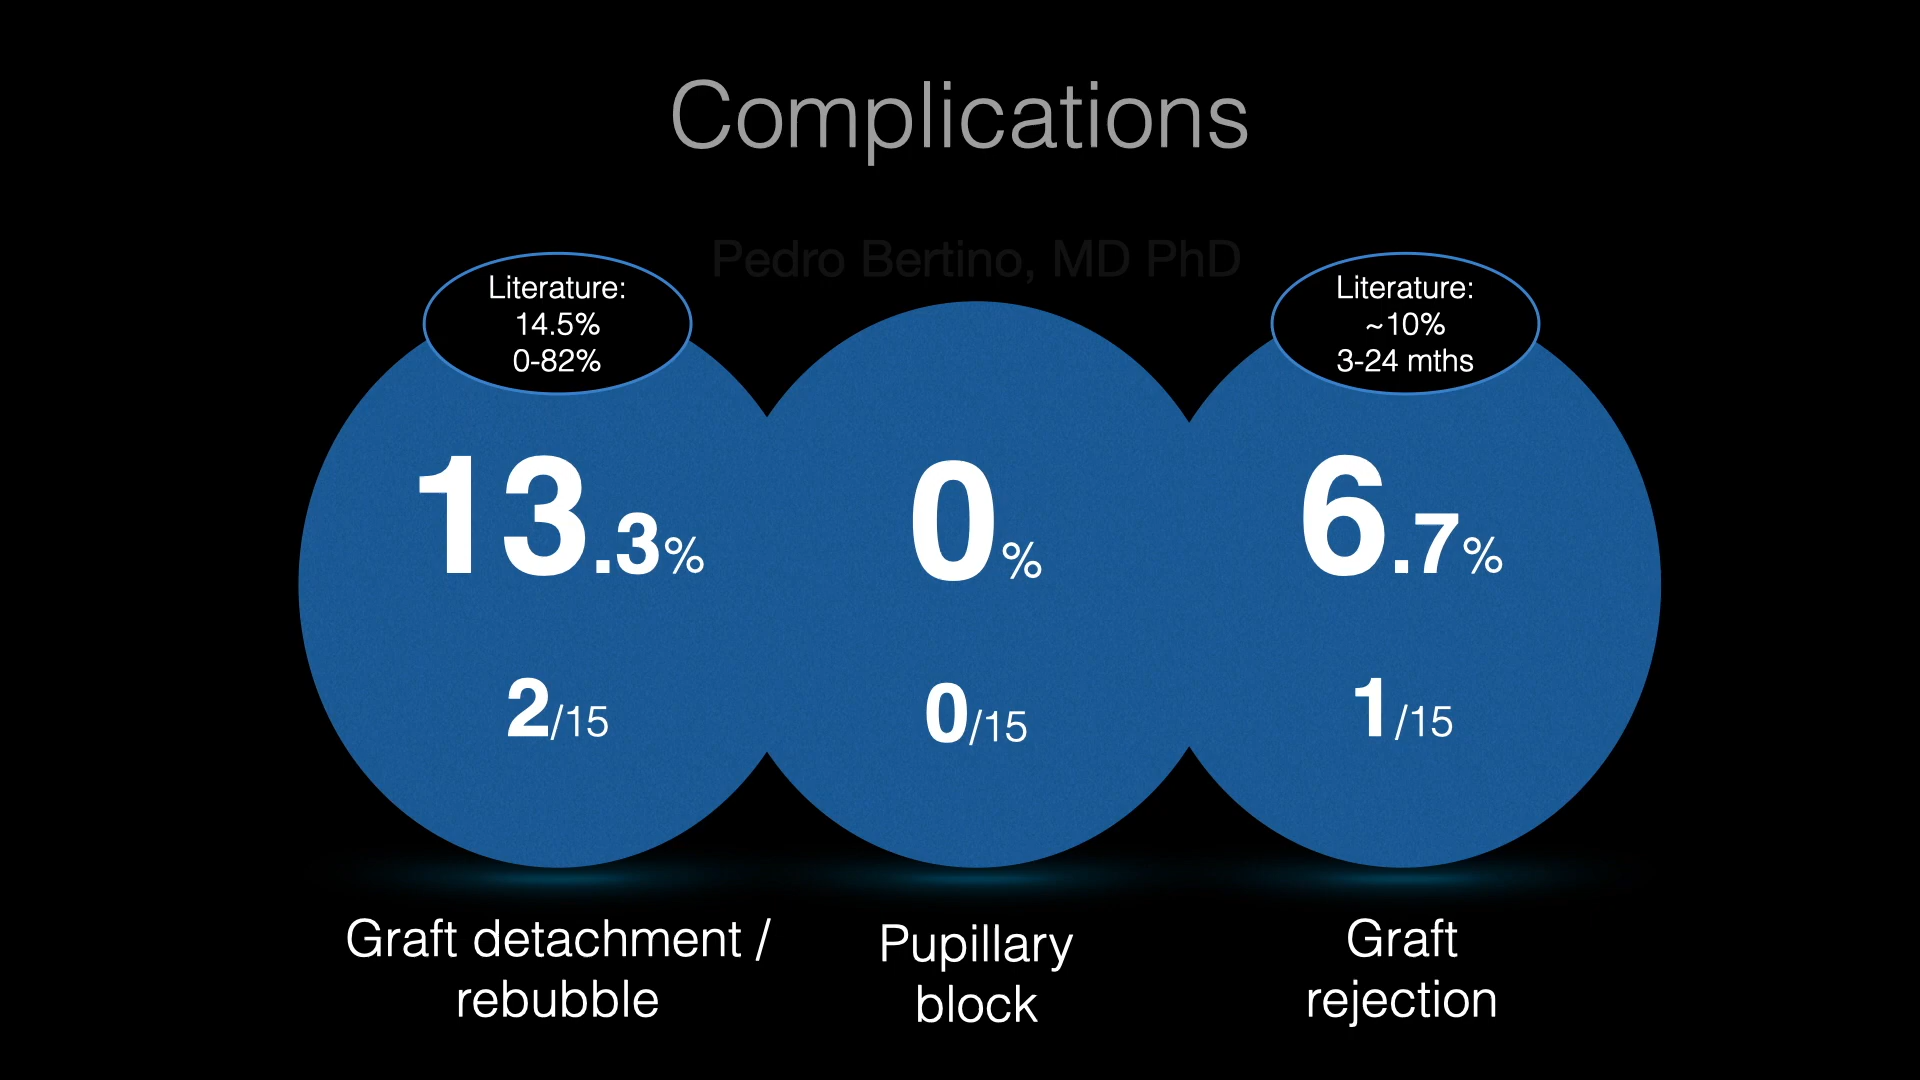 Complications
Pedro Bertino, MD PhD
Literature:
14.5%
0-82%
13.3%
2/15
Graft detachment /
rebubble
0%
0/15
Pupillary
block
Literature:
~10%
3-24 mths
6.7%
1/15
Graft
rejection